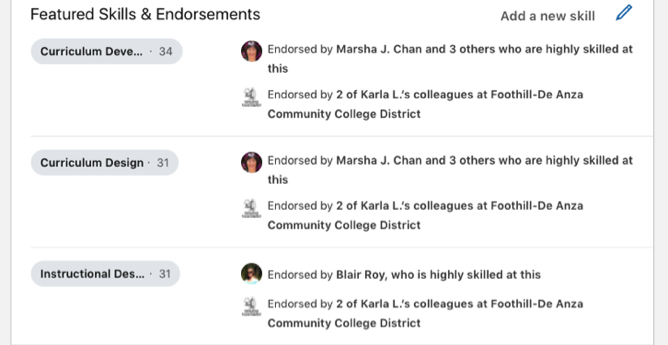 Featured Skills & Endorsements
Add a new skill
Curriculum Deve... · 34
Endorsed by Marsha J. Chan and 3 others who are highly skilled at
this
Endorsed by 2 of Karla L.'s colleagues at Foothill-De Anza
Community College District
Curriculum Design · 31
Endorsed by Marsha J. Chan and 3 others who are highly skilled at
this
Endorsed by 2 of Karla L.'s colleagues at Foothill-De Anza
Community College District
Instructional Des... · 31
Endorsed by Blair Roy, who is highly skilled at this
Endorsed by 2 of Karla L.'s colleagues at Foothill-De Anza
Community College District